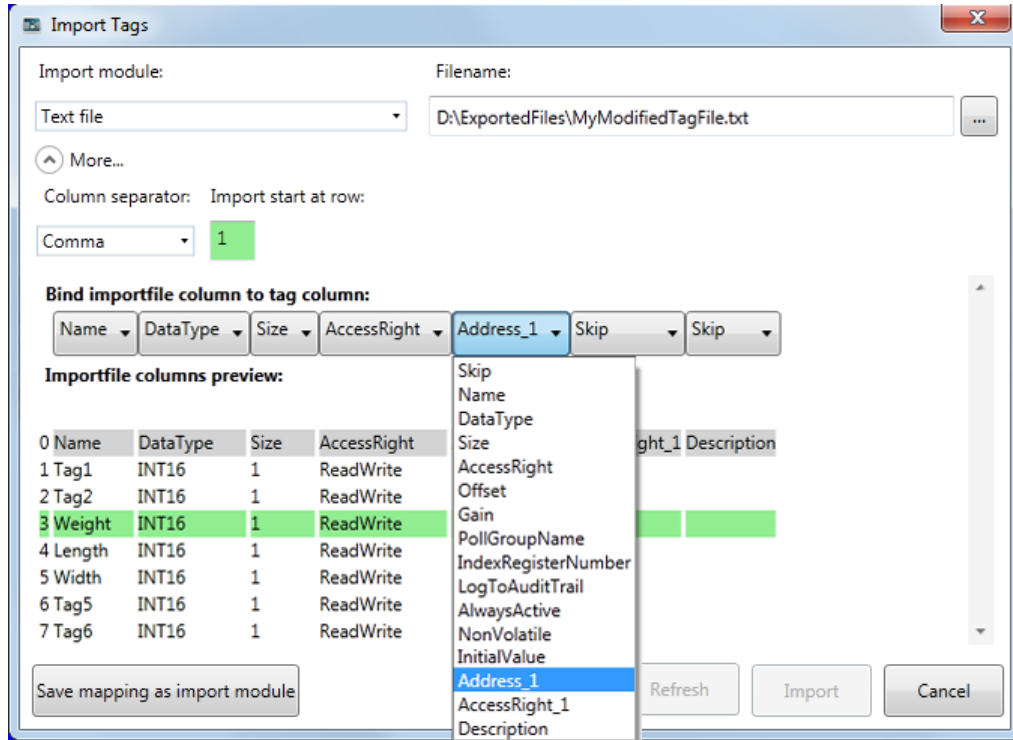 Import Tags
Import module: Filename:
Text file D:\ExportedFiles\MyModifiedTagFile.txt ...
More...
Column separator: Import start at row:
Comma 1
Bind importfile column to tag column:
Name DataType Size AccessRight Address_1 Skip Skip
Importfile columns preview:
Skip
Name
DataType
0 Name DataType Size AccessRight Size ght_1 Description
1 Tag1 INT16 1 ReadWrite AccessRight
2 Tag2 INT16 1 ReadWrite Offset
3 Weight INT16 1 ReadWrite Gain
4 Length INT16 1 ReadWrite PollGroupName
IndexRegisterNumber
5 Width INT16 1 ReadWrite LogToAuditTrail
6 Tag5 INT16 1 ReadWrite AlwaysActive
7 Tag6 INT16 1 ReadWrite NonVolatile
InitialValue
Address_1
Save mapping as import module Refresh Import Cancel
AccessRight_1
Description